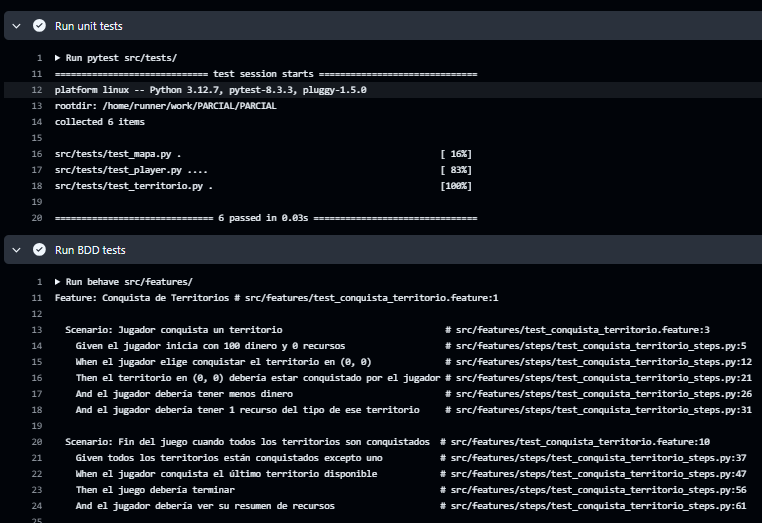 Run unit tests
1 Run pytest src/tests/
11 ============================= test session starts ==============================
12 platform linux -- Python 3.12.7, pytest-8.3.3, pluggy-1.5.0
13 rootdir: /home/runner/work/PARCIAL/PARCIAL
14 collected 6 items
15
16 src/tests/test_mapa.py . [ 16%]
17 src/tests/test_player.py .... [ 83%]
18 src/tests/test_territorio.py . [100%]
19
20 ============================== 6 passed in 0.03s ===============================
Run BDD tests
1 Run behave src/features/
11 Feature: Conquista de Territorios # src/features/test_conquista_territorio.feature:1
12
13 Scenario: Jugador conquista un territorio # src/features/test_conquista_territorio.feature:3
14 Given el jugador inicia con 100 dinero y 0 recursos # src/features/steps/test_conquista_territorio_steps.py:5
15 When el jugador elige conquistar el territorio en (0, 0) # src/features/steps/test_conquista_territorio_steps.py:12
16 Then el territorio en (0, 0) debería estar conquistado por el jugador # src/features/steps/test_conquista_territorio_steps.py:21
17 And el jugador debería tener menos dinero # src/features/steps/test_conquista_territorio_steps.py:26
18 And el jugador debería tener 1 recurso del tipo de ese territorio # src/features/steps/test_conquista_territorio_steps.py:31
19
20 Scenario: Fin del juego cuando todos los territorios son conquistados # src/features/test_conquista_territorio.feature:10
21 Given todos los territorios están conquistados excepto uno # src/features/steps/test_conquista_territorio_steps.py:37
22 When el jugador conquista el último territorio disponible # src/features/steps/test_conquista_territorio_steps.py:47
23 Then el juego debería terminar # src/features/steps/test_conquista_territorio_steps.py:56
24 And el jugador debería ver su resumen de recursos # src/features/steps/test_conquista_territorio_steps.py:61
25